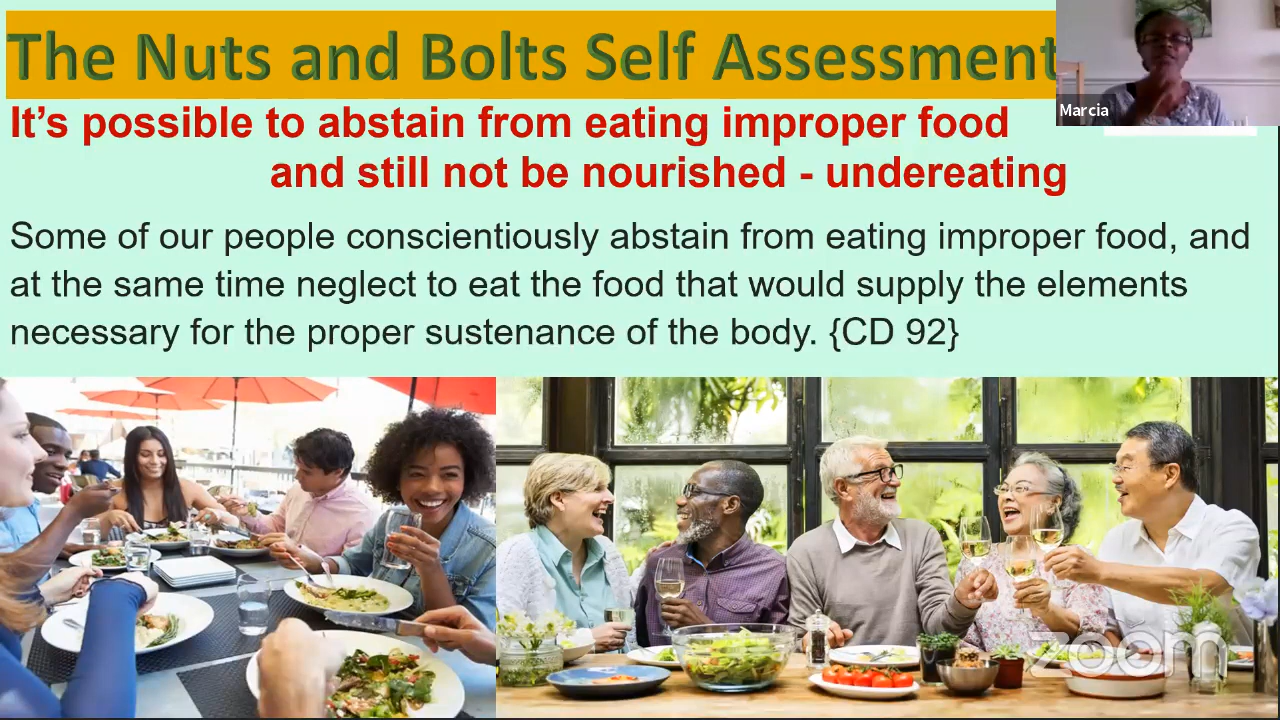 The Nuts and Bolts Self Assessment
Marcia
It’s possible to abstain from eating improper food
and still not be nourished - undereating
Some of our people conscientiously abstain from eating improper food, and
at the same time neglect to eat the food that would supply the elements
necessary for the proper sustenance of the body. {CD 92}
zoom